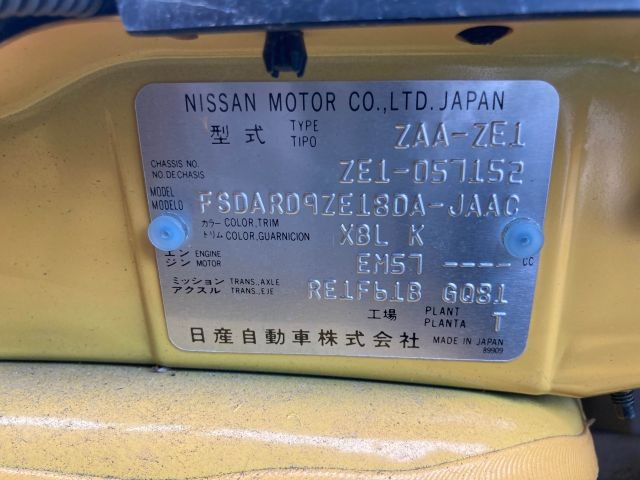 NISSAN MOTOR CO.,LTD. JAPAN
型式 TYPE TIPO ZAA-ZE1
CHASSIS NO. NO.DE CHASIS ZE1-057152
MODEL MODELO FSDARD9ZE18DA-JAAC
カラー COLOR,TRIM
トリム COLOR,GUARNICION XBL K
エンジン ENGINE MOTOR EM57 ---- CC
ミッション TRANS.,AXLE
アクスル TRANS.,EJE RE1F61B GQ81
工場 PLANT PLANTA T
日産自動車株式会社 MADE IN JAPAN
89909